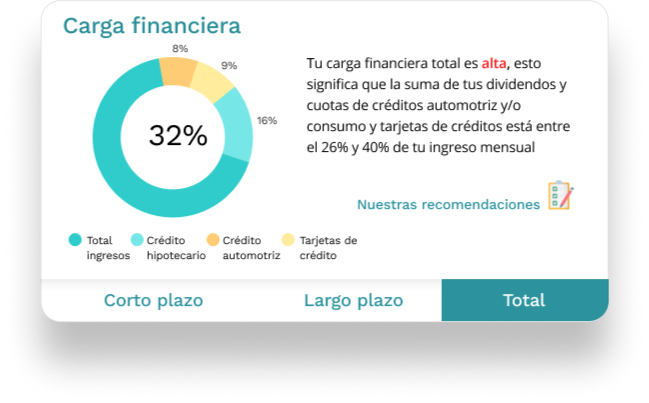 Carga financiera
8%
9%
16%
32%
Tu carga financiera total es alta, esto
significa que la suma de tus dividendos y
cuotas de créditos automotriz y/o
consumo y tarjetas de créditos está entre
el 26% y 40% de tu ingreso mensual
Nuestras recomendaciones
Total
ingresos
Crédito
hipotecario
Crédito
automotriz
Tarjetas de
crédito
Corto plazo
Largo plazo
Total